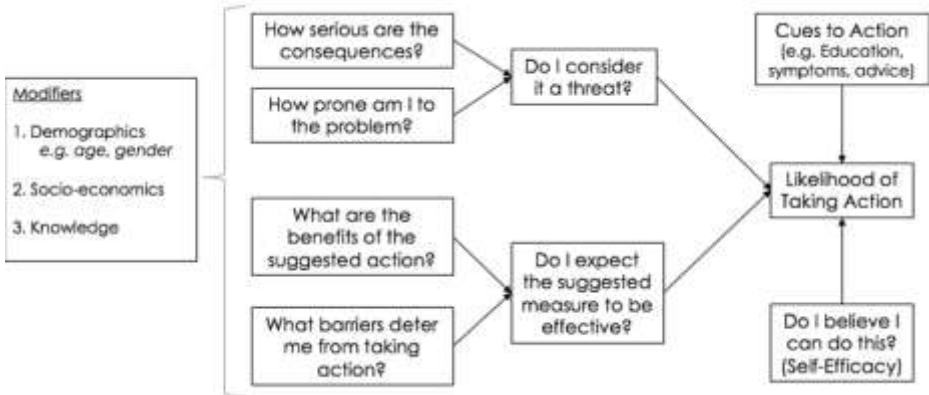 Modifiers
1. Demographics
e.g. age, gender
2. Socio-economics
3. Knowledge
How serious are the
consequences?
How prone am I to
the problem?
What are the
benefits of the
suggested action?
What barriers deter
me from taking
action?
Do I consider
it a threat?
Do I expect
the suggested
measure to be
effective?
Cues to Action
(e.g. Education,
symptoms, advice)
Likelihood of
Taking Action
Do I believe I
can do this?
(Self-Efficacy)